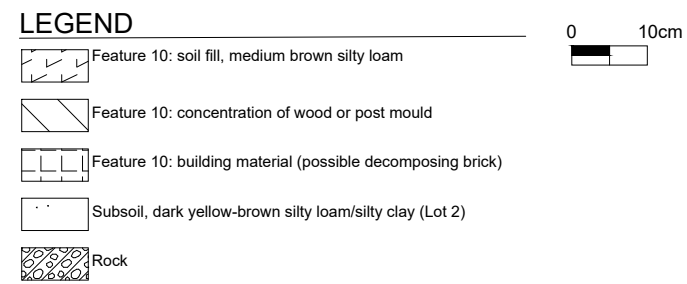 LEGEND
0 10cm
Feature 10: soil fill, medium brown silty loam
Feature 10: concentration of wood or post mould
Feature 10: building material (possible decomposing brick)
Subsoil, dark yellow-brown silty loam/silty clay (Lot 2)
Rock